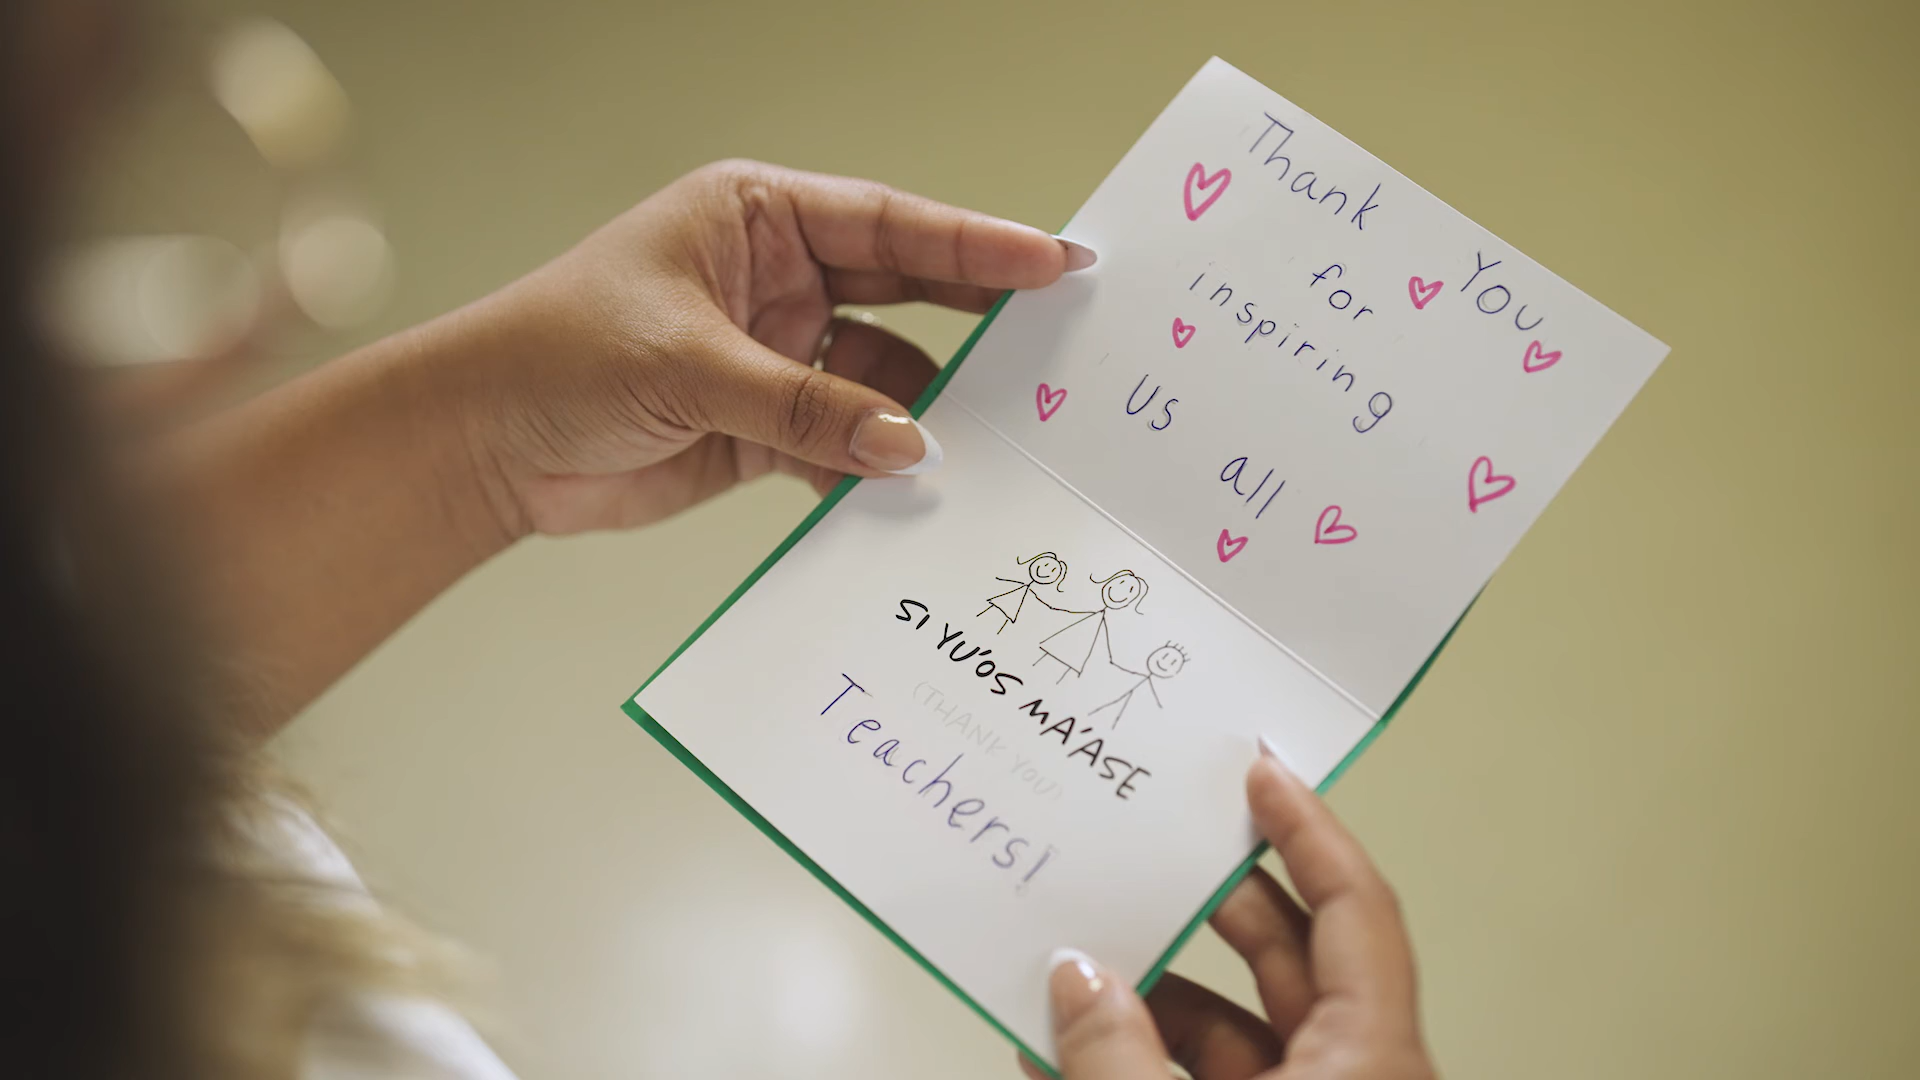 Thank You
for
inspiring
us
all
SI YU'OS MA'ASE
(THANK YOU)
Teachers!